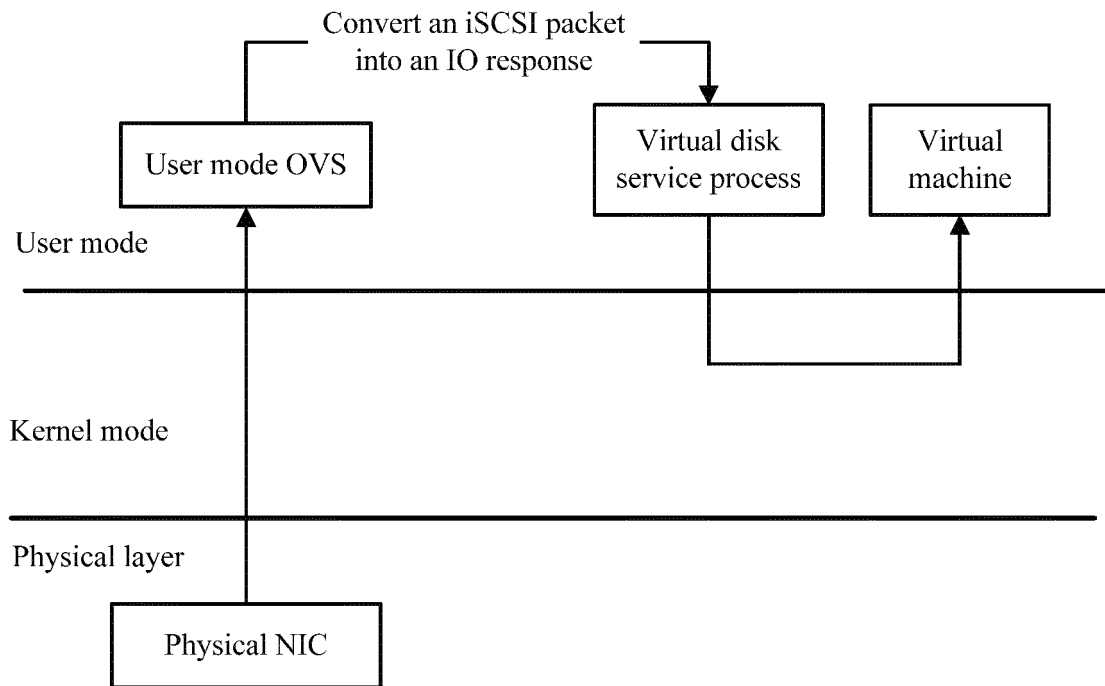 Convert an iSCSI packet
into an IO response
User mode OVS
Virtual disk
service process
Virtual
machine
User mode
Kernel mode
Physical layer
Physical NIC